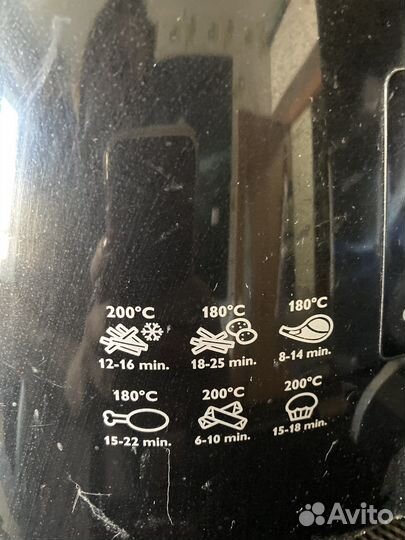 200°C 180°C 180°C
12-16 min. 18-25 min. 8-14 min.
180°C 200°C 200°C
15-22 min. 6-10 min. 15-18 min.
Avito